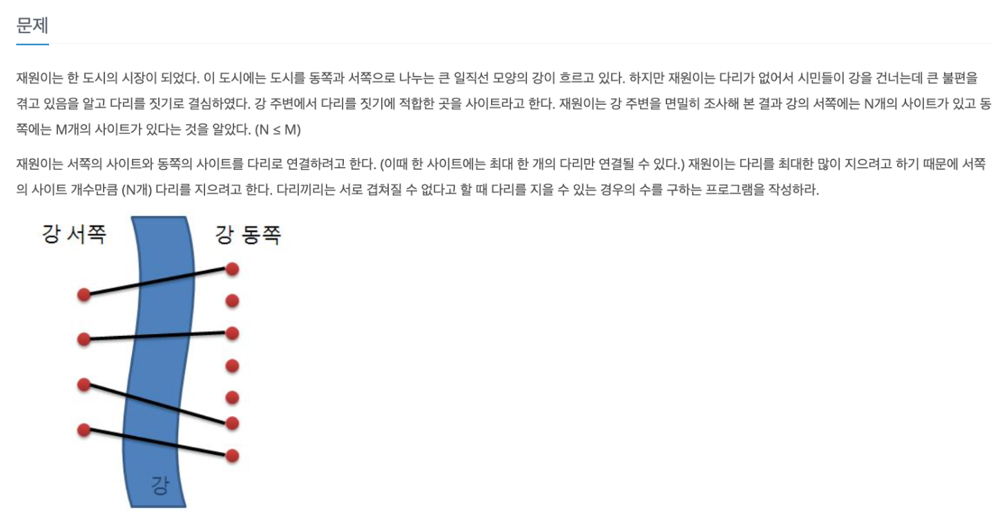 문제
재원이는 한 도시의 시장이 되었다. 이 도시에는 도시를 동쪽과 서쪽으로 나누는 큰 일직선 모양의 강이 흐르고 있다. 하지만 재원이는 다리가 없어서 시민들이 강을 건너는데 큰 불편을
겪고 있음을 알고 다리를 짓기로 결심하였다. 강 주변에서 다리를 짓기에 적합한 곳을 사이트라고 한다. 재원이는 강 주변을 면밀히 조사해 본 결과 강의 서쪽에는 N개의 사이트가 있고 동
쪽에는 M개의 사이트가 있다는 것을 알았다. (N ≤ M)
재원이는 서쪽의 사이트와 동쪽의 사이트를 다리로 연결하려고 한다. (이때 한 사이트에는 최대 한 개의 다리만 연결될 수 있다.) 재원이는 다리를 최대한 많이 지으려고 하기 때문에 서쪽
의 사이트 개수만큼 (N개) 다리를 지으려고 한다. 다리끼리는 서로 겹쳐질 수 없다고 할 때 다리를 지을 수 있는 경우의 수를 구하는 프로그램을 작성하라.
강 서쪽 강 동쪽
강